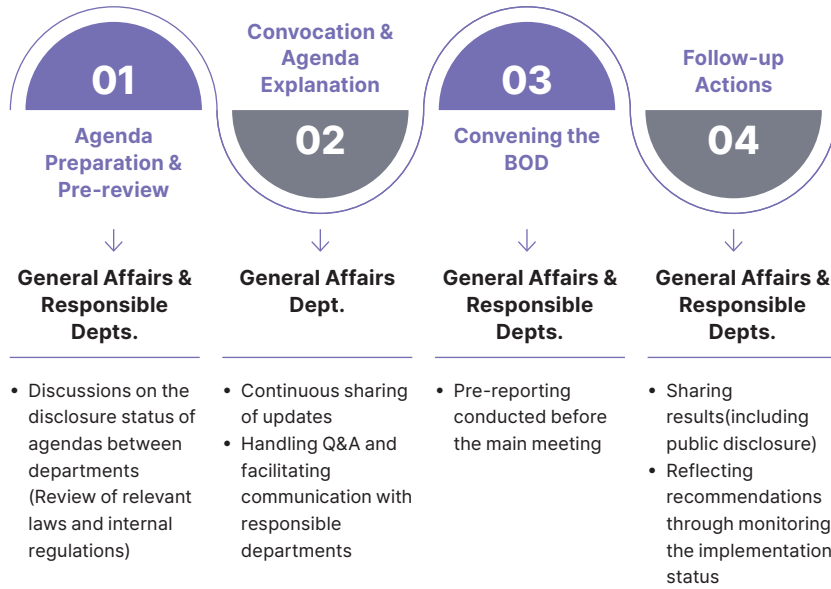 01
Agenda
Preparation &
Pre-review
Convocation &
Agenda
Explanation
02
03
Convening the
BOD
Follow-up
Actions
04
General Affairs &
Responsible
Depts.
General Affairs
Dept.
General Affairs &
Responsible
Depts.
General Affairs &
Responsible
Depts.
• Discussions on the
disclosure status of
agendas between
departments
(Review of relevant
laws and internal
regulations)
• Continuous sharing
of updates
• Handling Q&A and
facilitating
communication with
responsible
departments
• Pre-reporting
conducted before
the main meeting
• Sharing
results(including
public disclosure)
• Reflecting
recommendations
through monitoring
the implementation
status